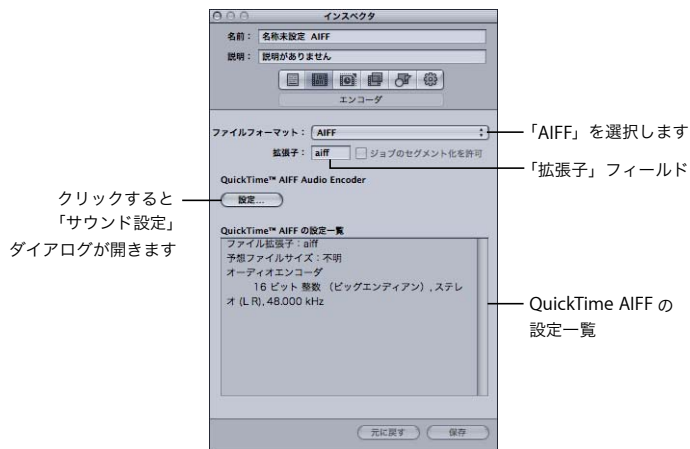 インスペクタ
名前： 名称未設定 AIFF
説明： 説明がありません
エンコーダ
ファイルフォーマット： AIFF
拡張子： aiff ジョブのセグメント化を許可
QuickTime™ AIFF Audio Encoder
設定...
QuickTime™ AIFF の設定一覧
ファイル拡張子：aiff
予想ファイルサイズ：不明
オーディオエンコーダ
16 ビット 整数 （ビッグエンディアン）, ステレ
オ (L R), 48.000 kHz
元に戻す 保存
「AIFF」を選択します
「拡張子」フィールド
クリックすると
「サウンド設定」
ダイアログが開きます
QuickTime AIFF の
設定一覧